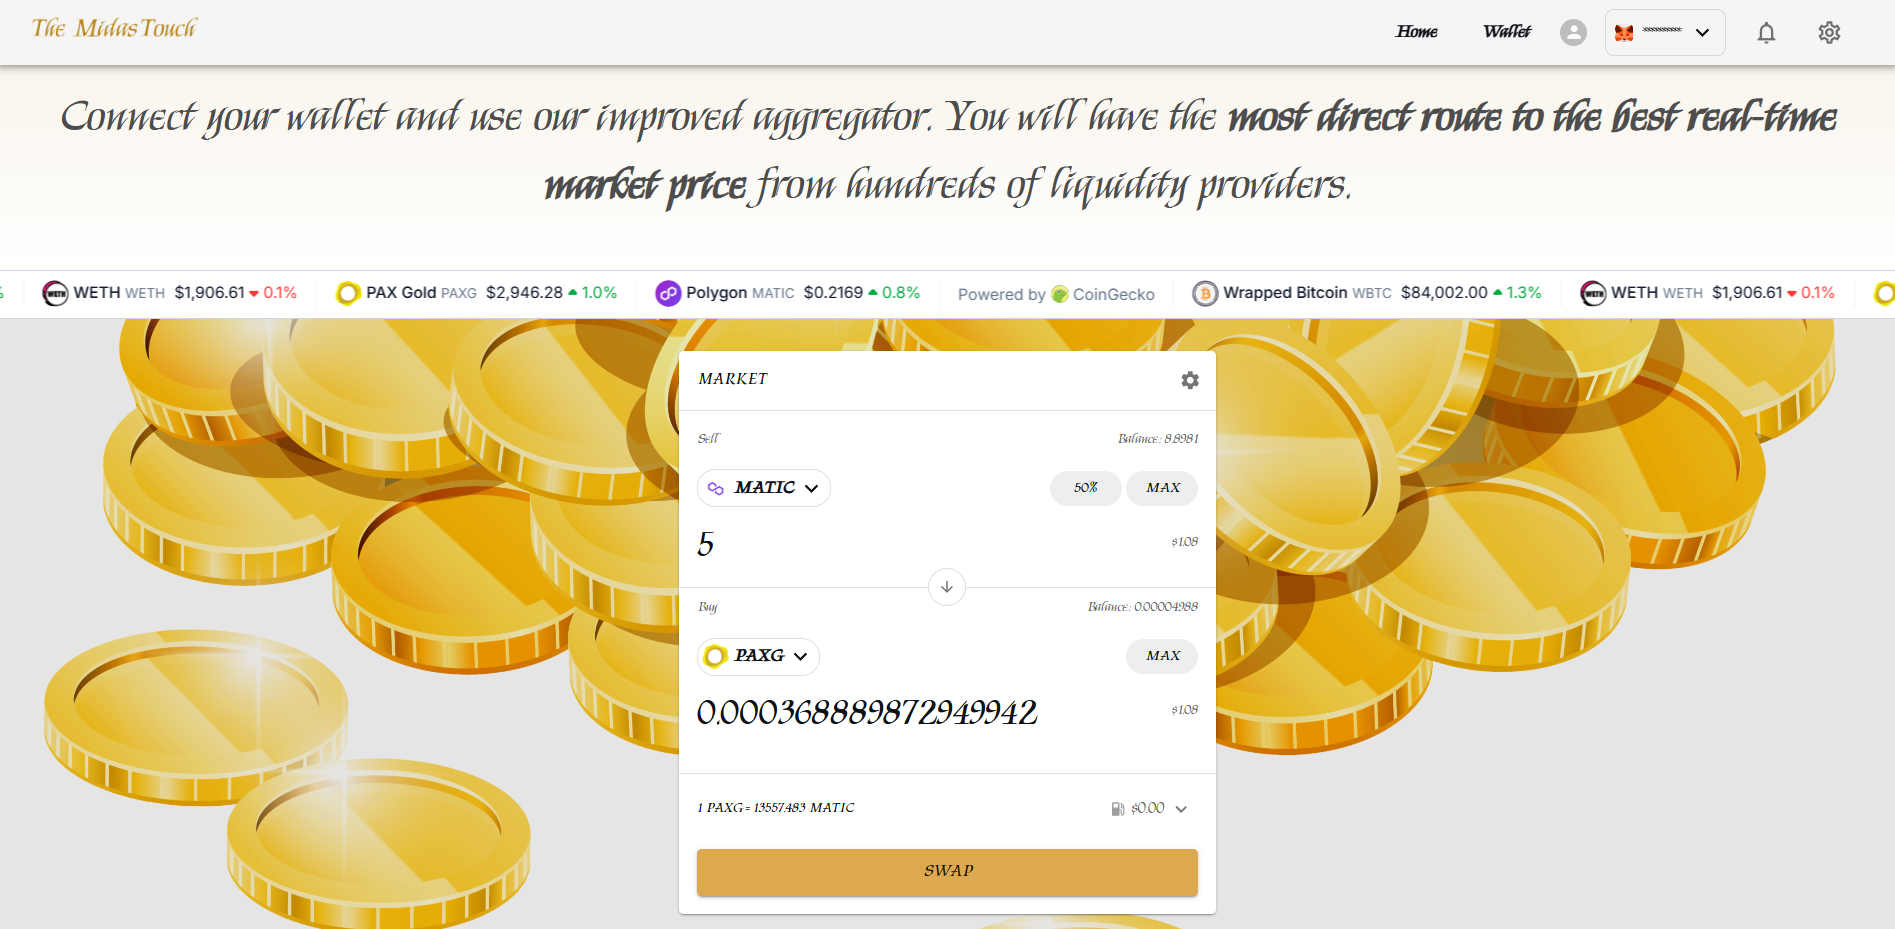 The Midas Touch
Home Wallet ***********
Connect your wallet and use our improved aggregator. You will have the most direct route to the best real-time
market price from hundreds of liquidity providers.
% WETH WETH $1,906.61 0.1% PAX Gold PAXG $2,946.28 1.0% Polygon MATIC $0.2169 0.8% Powered by CoinGecko Wrapped Bitcoin WBTC $84,002.00 1.3% WETH WETH $1,906.61 0.1%
MARKET
Sell Balance: 8.8981
MATIC 50% MAX
5 $1.08
Buy Balance: 0.00004988
PAXG MAX
0.000368889872949942 $1.08
1 PAXG = 13557.483 MATIC $0.00
SWAP